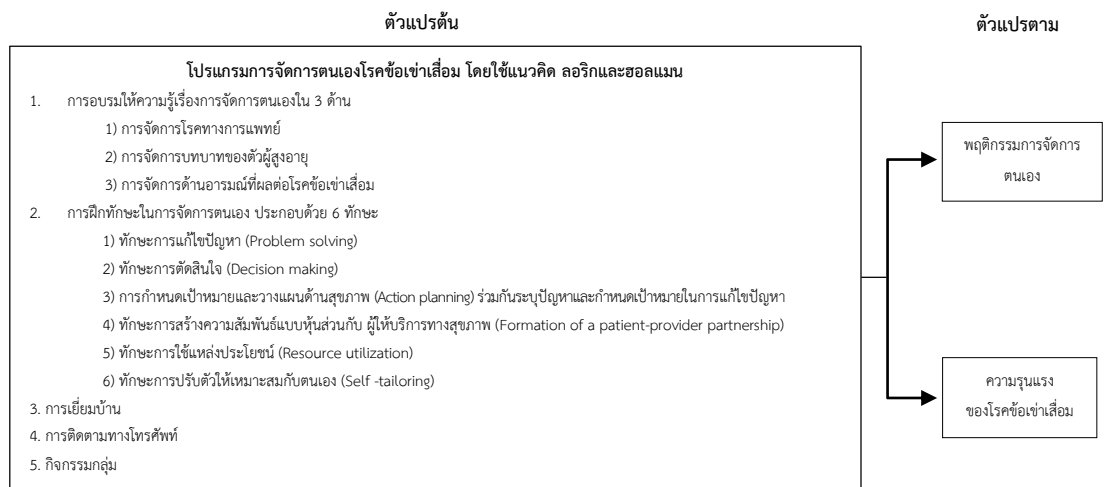 ตัวแปรต้น
ตัวแปรตาม
โปรแกรมการจัดการตนเองโรคข้อเข่าเสื่อม โดยใช้แนวคิด ลอริกและฮอลแมน
1. การอบรมให้ความรู้เรื่องการจัดการตนเองใน 3 ด้าน
1) การจัดการโรคทางการแพทย์
2) การจัดการบทบาทของตัวผู้สูงอายุ
3) การจัดการด้านอารมณ์ที่ผลต่อโรคข้อเข่าเสื่อม
2. การฝึกทักษะในการจัดการตนเอง ประกอบด้วย 6 ทักษะ
1) ทักษะการแก้ไขปัญหา (Problem solving)
2) ทักษะการตัดสินใจ (Decision making)
3) การกำหนดเป้าหมายและวางแผนด้านสุขภาพ (Action planning) ร่วมกันระบุปัญหาและกำหนดเป้าหมายในการแก้ไขปัญหา
4) ทักษะการสร้างความสัมพันธ์แบบหุ้นส่วนกับ ผู้ให้บริการทางสุขภาพ (Formation of a patient-provider partnership)
5) ทักษะการใช้แหล่งประโยชน์ (Resource utilization)
6) ทักษะการปรับตัวให้เหมาะสมกับตนเอง (Self -tailoring)
3. การเยี่ยมบ้าน
4. การติดตามทางโทรศัพท์
5. กิจกรรมกลุ่ม
พฤติกรรมการจัดการ
ตนเอง
ความรุนแรง
ของโรคข้อเข่าเสื่อม